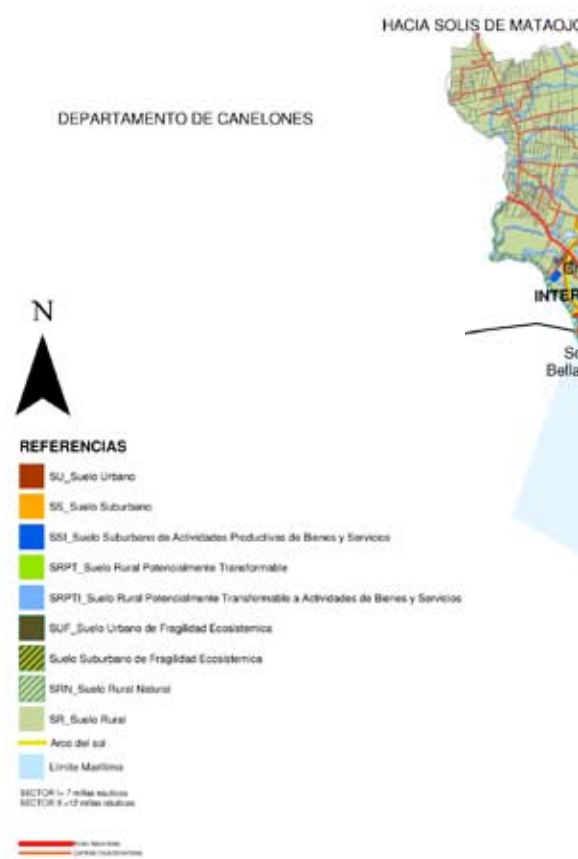 HACIA SOLIS DE MATAOJO
DEPARTAMENTO DE CANELONES
INTER
Bella
N
REFERENCIAS
SU_Suelo Urbano
SS_Suelo Suburbano
SSI_Suelo Suburbano de Actividades Productivas de Bienes y Servicios
SRPT_Suelo Rural Potencialmente Transformable
SRPTI_Suelo Rural Potencialmente Transformable a Actividades de Bienes y Servicios
SUF_Suelo Urbano de Fragilidad Ecosistemica
Suelo Suburbano de Fragilidad Ecosistemica
SRN_Suelo Rural Natural
SR_Suelo Rural
Arco del sol
Límite Marítimo